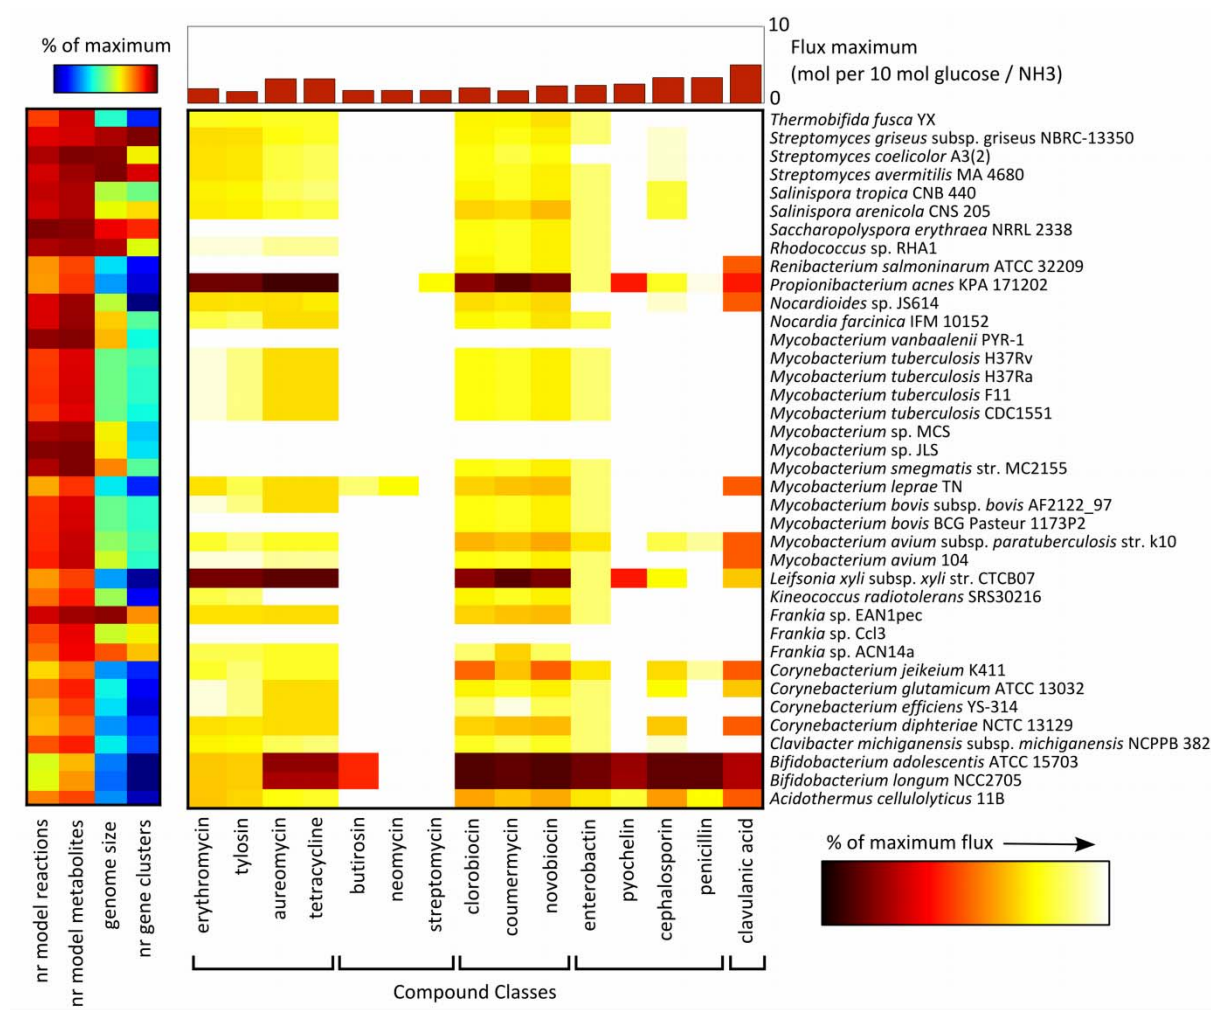 % of maximum
10
Flux maximum
(mol per 10 mol glucose / NH3)
0
Thermobifida fusca YX
Streptomyces griseus subsp. griseus NBRC-13350
Streptomyces coelicolor A3(2)
Streptomyces avermitilis MA 4680
Salinispora tropica CNB 440
Salinispora arenicola CNS 205
Saccharopolyspora erythraea NRRL 2338
Rhodococcus sp. RHA1
Renibacterium salmoninarum ATCC 32209
Propionibacterium acnes KPA 171202
Nocardioides sp. JS614
Nocardia farcinica IFM 10152
Mycobacterium vanbaalenii PYR-1
Mycobacterium tuberculosis H37Rv
Mycobacterium tuberculosis H37Ra
Mycobacterium tuberculosis F11
Mycobacterium tuberculosis CDC1551
Mycobacterium sp. MCS
Mycobacterium sp. JLS
Mycobacterium smegmatis str. MC2155
Mycobacterium leprae TN
Mycobacterium bovis subsp. bovis AF2122_97
Mycobacterium bovis BCG Pasteur 1173P2
Mycobacterium avium subsp. paratuberculosis str. k10
Mycobacterium avium 104
Leifsonia xyli subsp. xyli str. CTCB07
Kineococcus radiotolerans SRS30216
Frankia sp. EAN1pec
Frankia sp. Ccl3
Frankia sp. ACN14a
Corynebacterium jeikeium K411
Corynebacterium glutamicum ATCC 13032
Corynebacterium efficiens YS-314
Corynebacterium diphteriae NCTC 13129
Clavibacter michiganensis subsp. michiganensis NCPPB 382
Bifidobacterium adolescentis ATCC 15703
Bifidobacterium longum NCC2705
Acidothermus cellulolyticus 11B
nr model reactions
nr model metabolites
genome size
nr gene clusters
erythromycin
tylosin
aureomycin
tetracycline
butirosin
neomycin
streptomycin
clorobiocin
coumermycin
novobiocin
enterobactin
pyochelin
cephalosporin
penicillin
clavulanic acid
% of maximum flux
Compound Classes